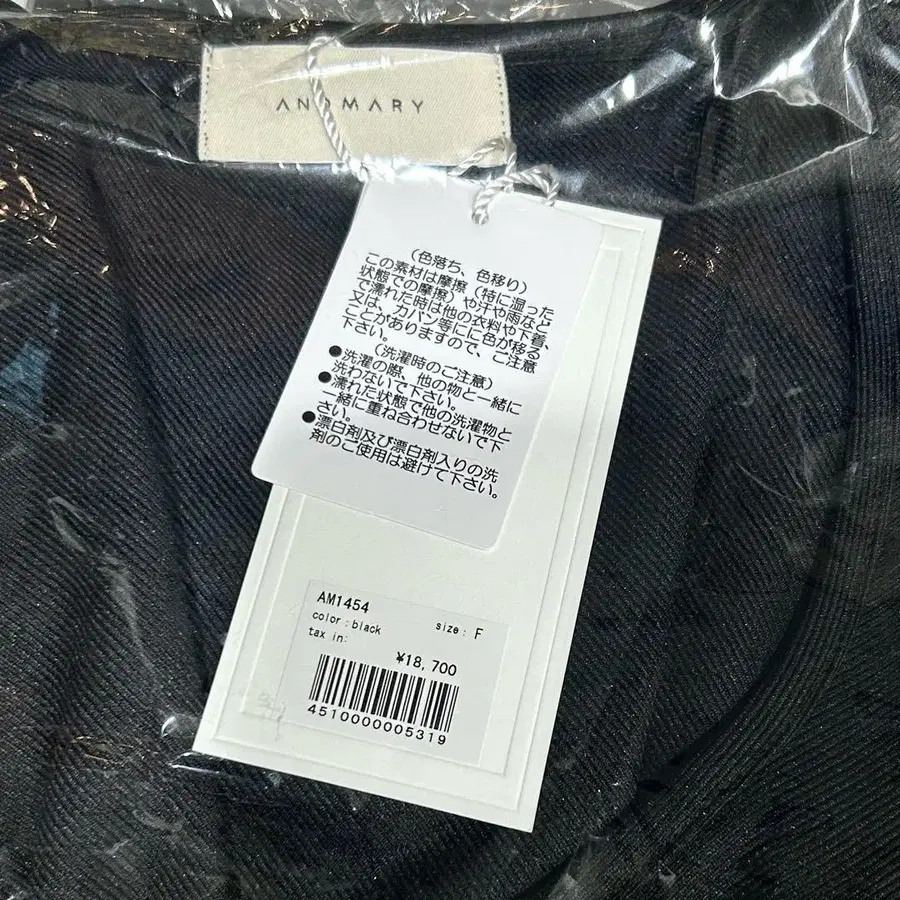 ANDMARY
（色落ち、色移り）
この素材は摩擦（特に湿った
状態での摩擦）や汗や雨など
で濡れた時は他の衣料や下着、
又は、カバン等にに色が移る
ことがありますので、ご注意
下さい。
（洗濯時のご注意）
●洗濯の際、他の物と一緒に
洗わないで下さい。
●濡れた状態で他の洗濯物と
一緒に重ね合わせないで下
さい。
●漂白剤及び漂白剤入りの洗
剤のご使用は避けて下さい。
AM1454
color:black size: F
tax in:
¥18,700
4510000005319